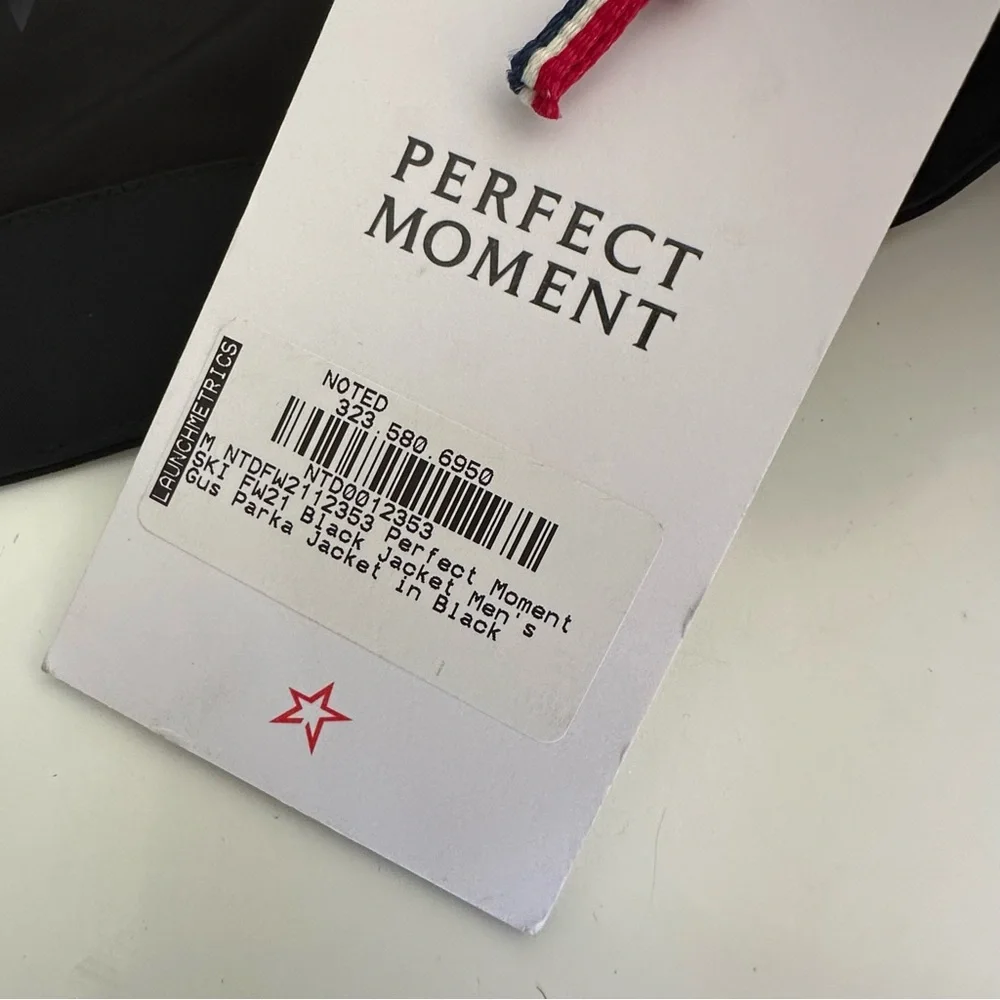 PERFECT
MOMENT
LAUNCHMETRICS
NOTED
323.580.6950
NTD0012353
M NTDFW2112353 Perfect Moment
SKI FW21 Black Jacket Men's
Gus Parka Jacket in Black